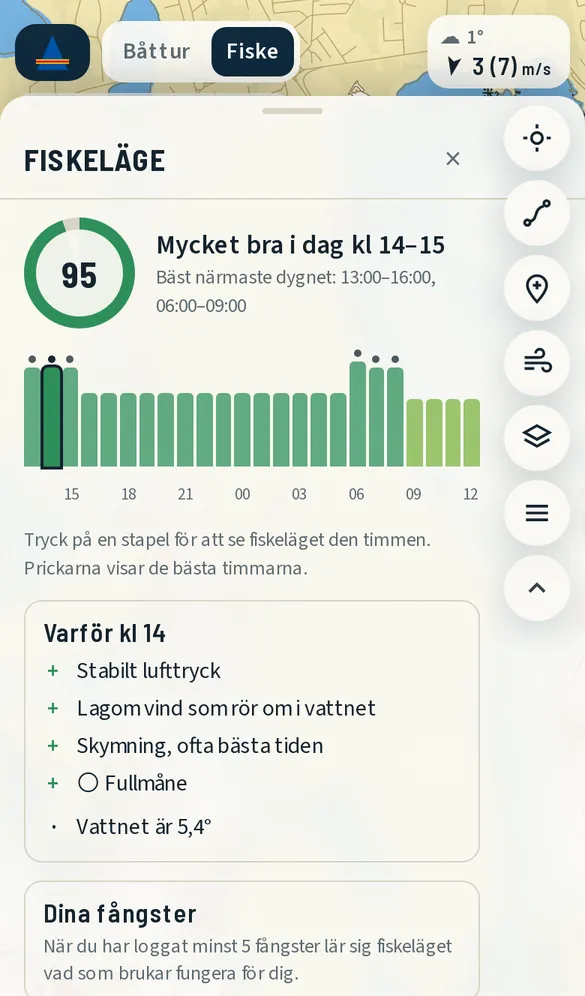 Båttur
Fiske
1°
3 (7) m/s
FISKELÄGE
×
95
Mycket bra i dag kl 14–15
Bäst närmaste dygnet: 13:00–16:00,
06:00–09:00
15 18 21 00 03 06 09 12
Tryck på en stapel för att se fiskeläget den timmen.
Prickarna visar de bästa timmarna.
Varför kl 14
+ Stabilt lufttryck
+ Lagom vind som rör om i vattnet
+ Skymning, ofta bästa tiden
+ Fullmåne
· Vattnet är 5,4°
Dina fångster
När du har loggat minst 5 fångster lär sig fiskeläget
vad som brukar fungera för dig.